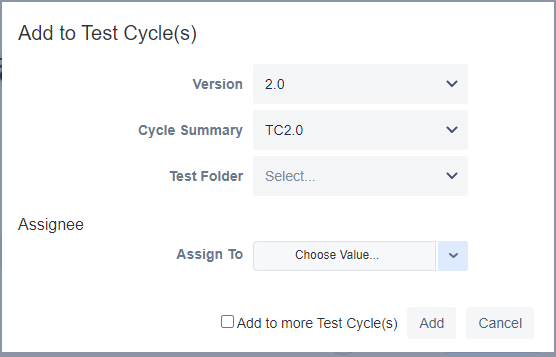 Add to Test Cycle(s)
Version 2.0
Cycle Summary TC2.0
Test Folder Select...
Assignee
Assign To Choose Value...
Add to more Test Cycle(s) Add Cancel